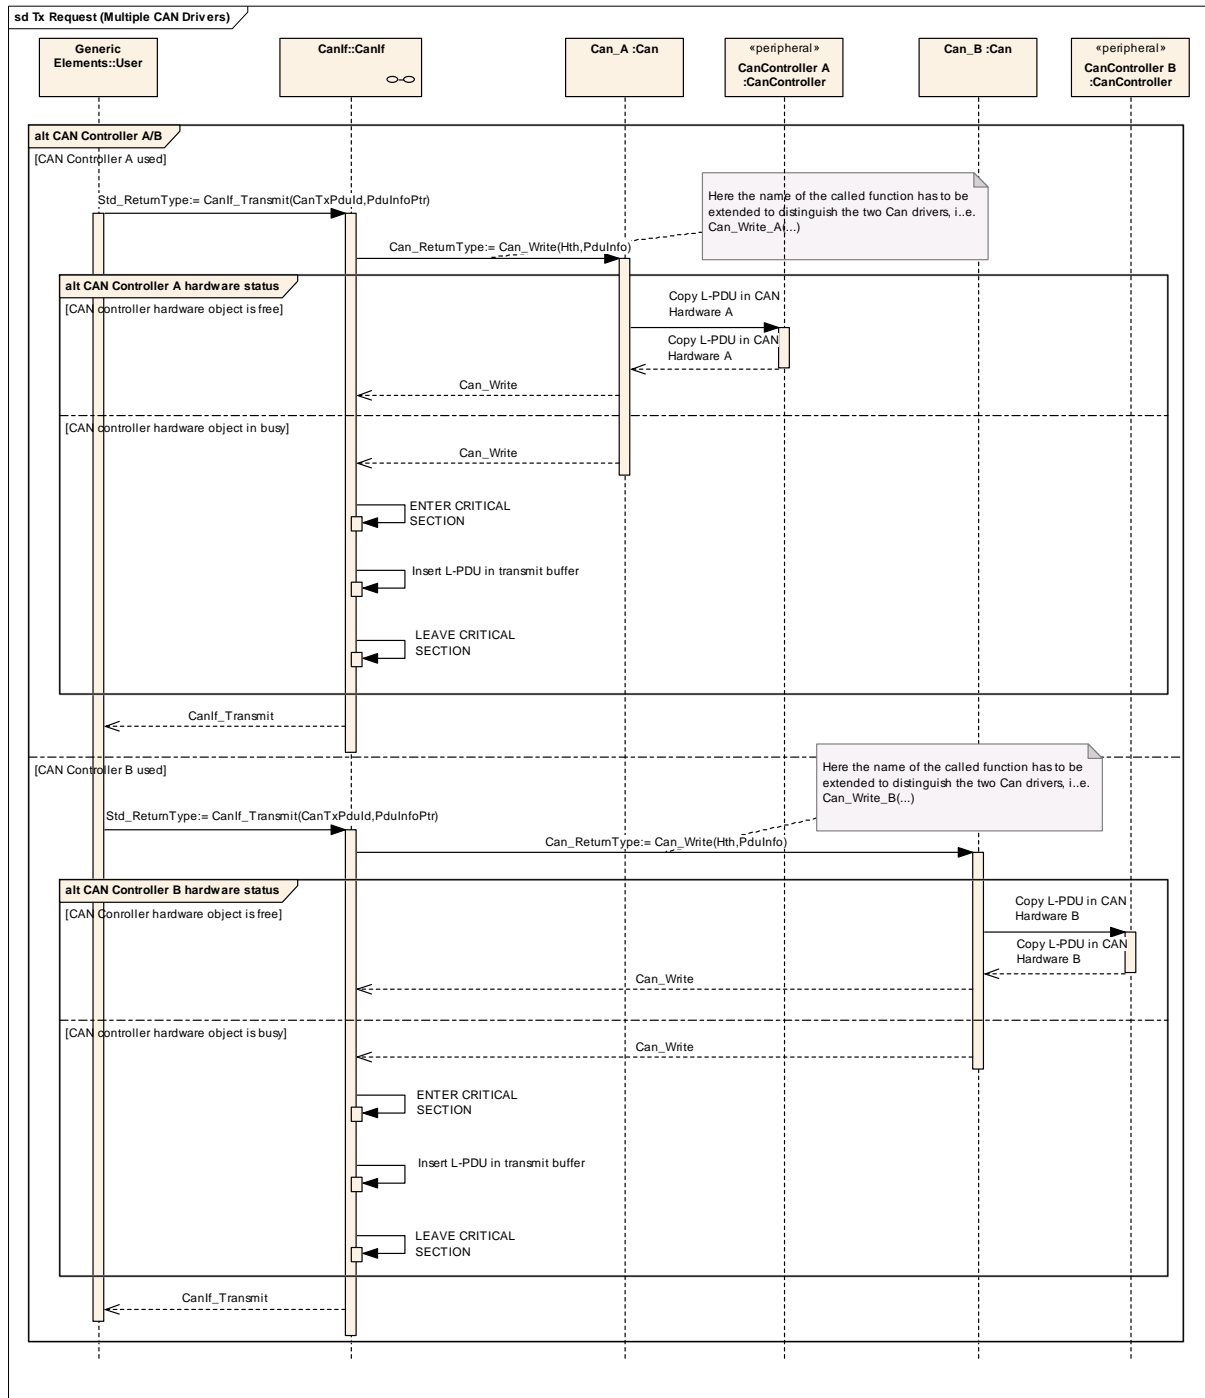 sd Tx Request (Multiple CAN Drivers)
Generic
Elements::User
CanIf::CanIf
Can_A :Can
«peripheral»
CanController A
:CanController
Can_B :Can
«peripheral»
CanController B
:CanController
alt CAN Controller A/B
[CAN Controller A used]
Std_ReturnType:= CanIf_Transmit(CanTxPduId,PduInfoPtr)
Here the name of the called function has to be
extended to distinguish the two Can drivers, i..e.
Can_Write_A(...)
Can_ReturnType:= Can_Write(Hth,PduInfo)
alt CAN Controller A hardware status
[CAN controller hardware object is free]
Copy L-PDU in CAN
Hardware A
Copy L-PDU in CAN
Hardware A
Can_Write
[CAN controller hardware object in busy]
Can_Write
ENTER CRITICAL
SECTION
Insert L-PDU in transmit buffer
LEAVE CRITICAL
SECTION
CanIf_Transmit
[CAN Controller B used]
Here the name of the called function has to be
extended to distinguish the two Can drivers, i..e.
Can_Write_B(...)
Std_ReturnType:= CanIf_Transmit(CanTxPduId,PduInfoPtr)
Can_ReturnType:= Can_Write(Hth,PduInfo)
alt CAN Controller B hardware status
[CAN Conroller hardware object is free]
Copy L-PDU in CAN
Hardware B
Copy L-PDU in CAN
Hardware B
Can_Write
[CAN controller hardware object is busy]
Can_Write
ENTER CRITICAL
SECTION
Insert L-PDU in transmit buffer
LEAVE CRITICAL
SECTION
CanIf_Transmit